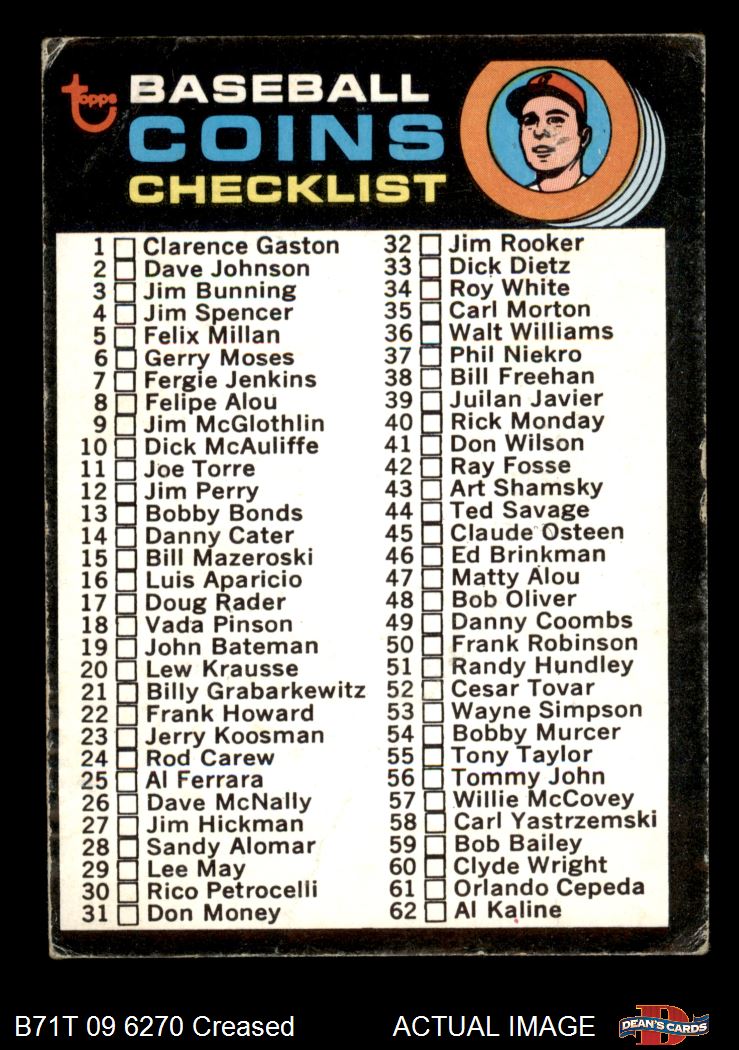 topps
BASEBALL
COINS
CHECKLIST
1 Clarence Gaston
2 Dave Johnson
3 Jim Bunning
4 Jim Spencer
5 Felix Millan
6 Gerry Moses
7 Fergie Jenkins
8 Felipe Alou
9 Jim McGlothlin
10 Dick McAuliffe
11 Joe Torre
12 Jim Perry
13 Bobby Bonds
14 Danny Cater
15 Bill Mazeroski
16 Luis Aparicio
17 Doug Rader
18 Vada Pinson
19 John Bateman
20 Lew Krausse
21 Billy Grabarkewitz
22 Frank Howard
23 Jerry Koosman
24 Rod Carew
25 Al Ferrara
26 Dave McNally
27 Jim Hickman
28 Sandy Alomar
29 Lee May
30 Rico Petrocelli
31 Don Money
32 Jim Rooker
33 Dick Dietz
34 Roy White
35 Carl Morton
36 Walt Williams
37 Phil Niekro
38 Bill Freehan
39 Juilan Javier
40 Rick Monday
41 Don Wilson
42 Ray Fosse
43 Art Shamsky
44 Ted Savage
45 Claude Osteen
46 Ed Brinkman
47 Matty Alou
48 Bob Oliver
49 Danny Coombs
50 Frank Robinson
51 Randy Hundley
52 Cesar Tovar
53 Wayne Simpson
54 Bobby Murcer
55 Tony Taylor
56 Tommy John
57 Willie McCovey
58 Carl Yastrzemski
59 Bob Bailey
60 Clyde Wright
61 Orlando Cepeda
62 Al Kaline
B71T 09 6270 Creased
ACTUAL IMAGE
D
DEAN'S CARDS